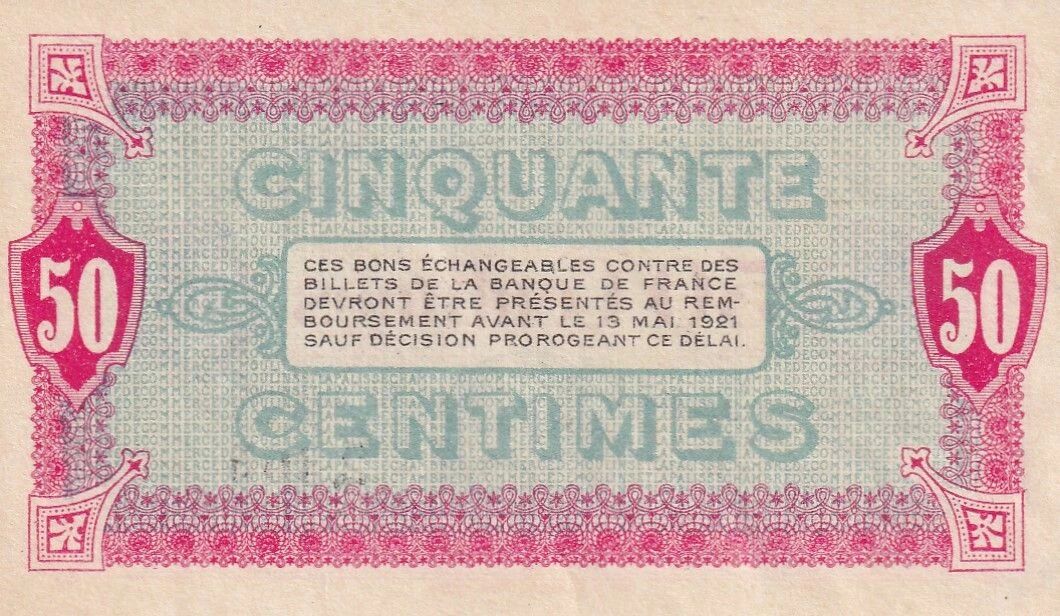 CINQUANTE
50
CES BONS ÉCHANGEABLES CONTRE DES
BILLETS DE LA BANQUE DE FRANCE
DEVRONT ÊTRE PRÉSENTÉS AU REM-
BOURSEMENT AVANT LE 13 MAI 1921
SAUF DÉCISION PROROGEANT CE DÉLAI.
50
CENTIMES